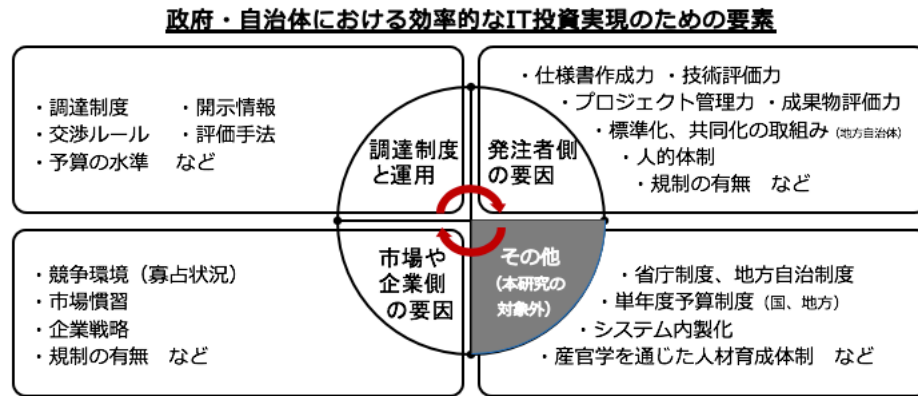 政府・自治体における効率的なIT投資実現のための要素
・調達制度　・開示情報
・交渉ルール　・評価手法
・予算の水準　など
調達制度
と運用
・仕様書作成力　・技術評価力
・プロジェクト管理力　・成果物評価力
・標準化、共同化の取組み（地方自治体）
・人的体制
・規制の有無　など
発注者側
の要因
・競争環境（寡占状況）
・市場慣習
・企業戦略
・規制の有無　など
市場や
企業側
の要因
その他
（本研究の
対象外）
・省庁制度、地方自治制度
・単年度予算制度（国、地方）
・システム内製化
・産官学を通じた人材育成体制　など